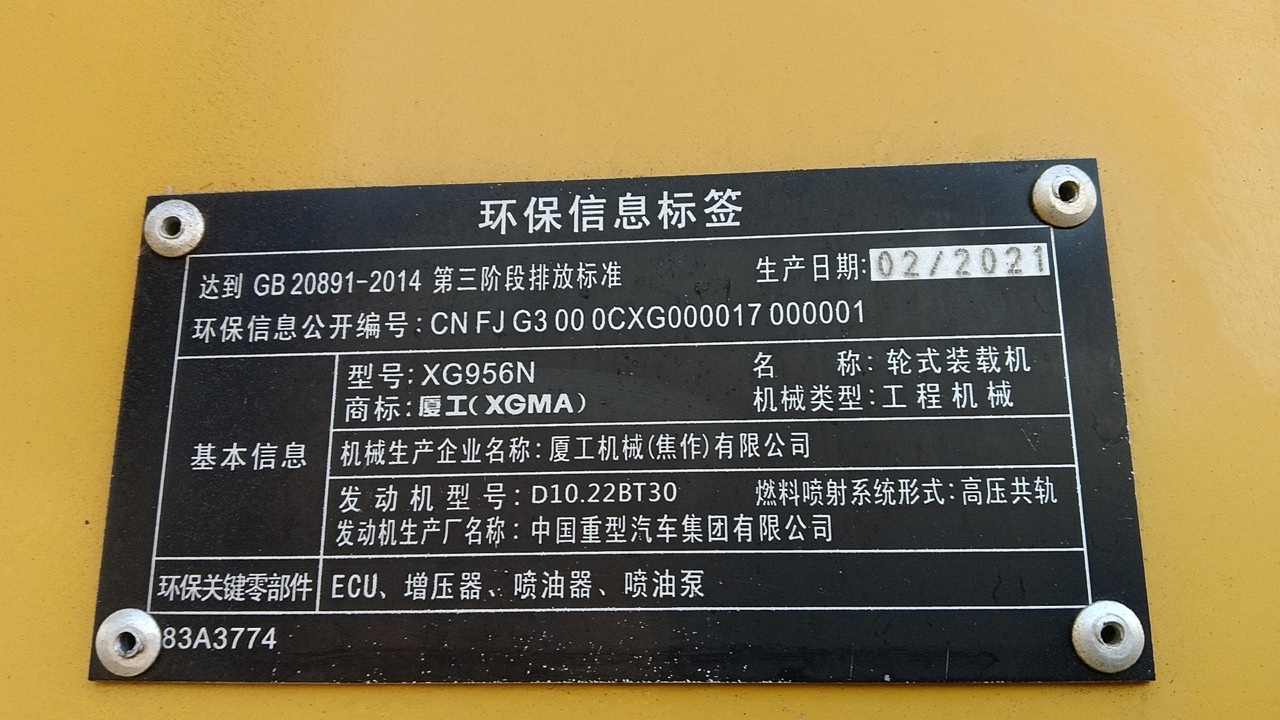 环保信息标签
达到 GB 20891-2014 第三阶段排放标准 生产日期: 02/2021
环保信息公开编号: CN FJ G3 00 0CXG000017 000001
基本信息
型号: XG956N 名 称: 轮式装载机
商标: 厦工(XGMA) 机械类型: 工程机械
机械生产企业名称: 厦工机械(焦作)有限公司
发动机型号: D10.22BT30 燃料喷射系统形式: 高压共轨
发动机生产厂名称: 中国重型汽车集团有限公司
环保关键零部件 ECU、增压器、喷油器、喷油泵
83A3774